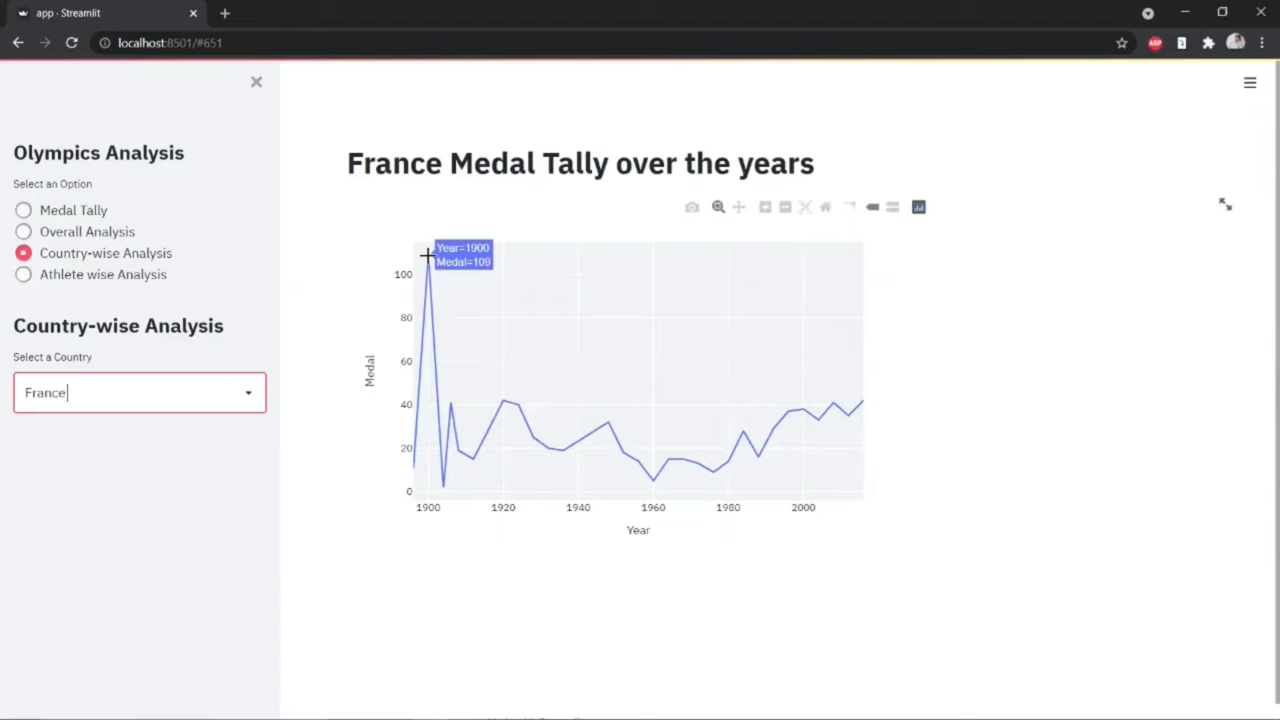 app · Streamlit
localhost:8501/#651
Olympics Analysis
Select an Option
Medal Tally
Overall Analysis
Country-wise Analysis
Athlete wise Analysis
Country-wise Analysis
Select a Country
France
France Medal Tally over the years
Year=1900
Medal=109
100
80
60
40
20
0
Medal
1900 1920 1940 1960 1980 2000
Year
ABP